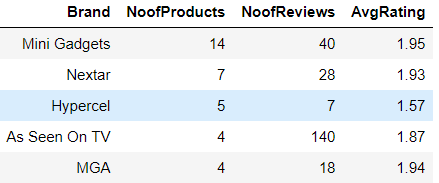 Brand NoofProducts NoofReviews AvgRating
Mini Gadgets 14 40 1.95
Nextar 7 28 1.93
Hypercel 5 7 1.57
As Seen On TV 4 140 1.87
MGA 4 18 1.94